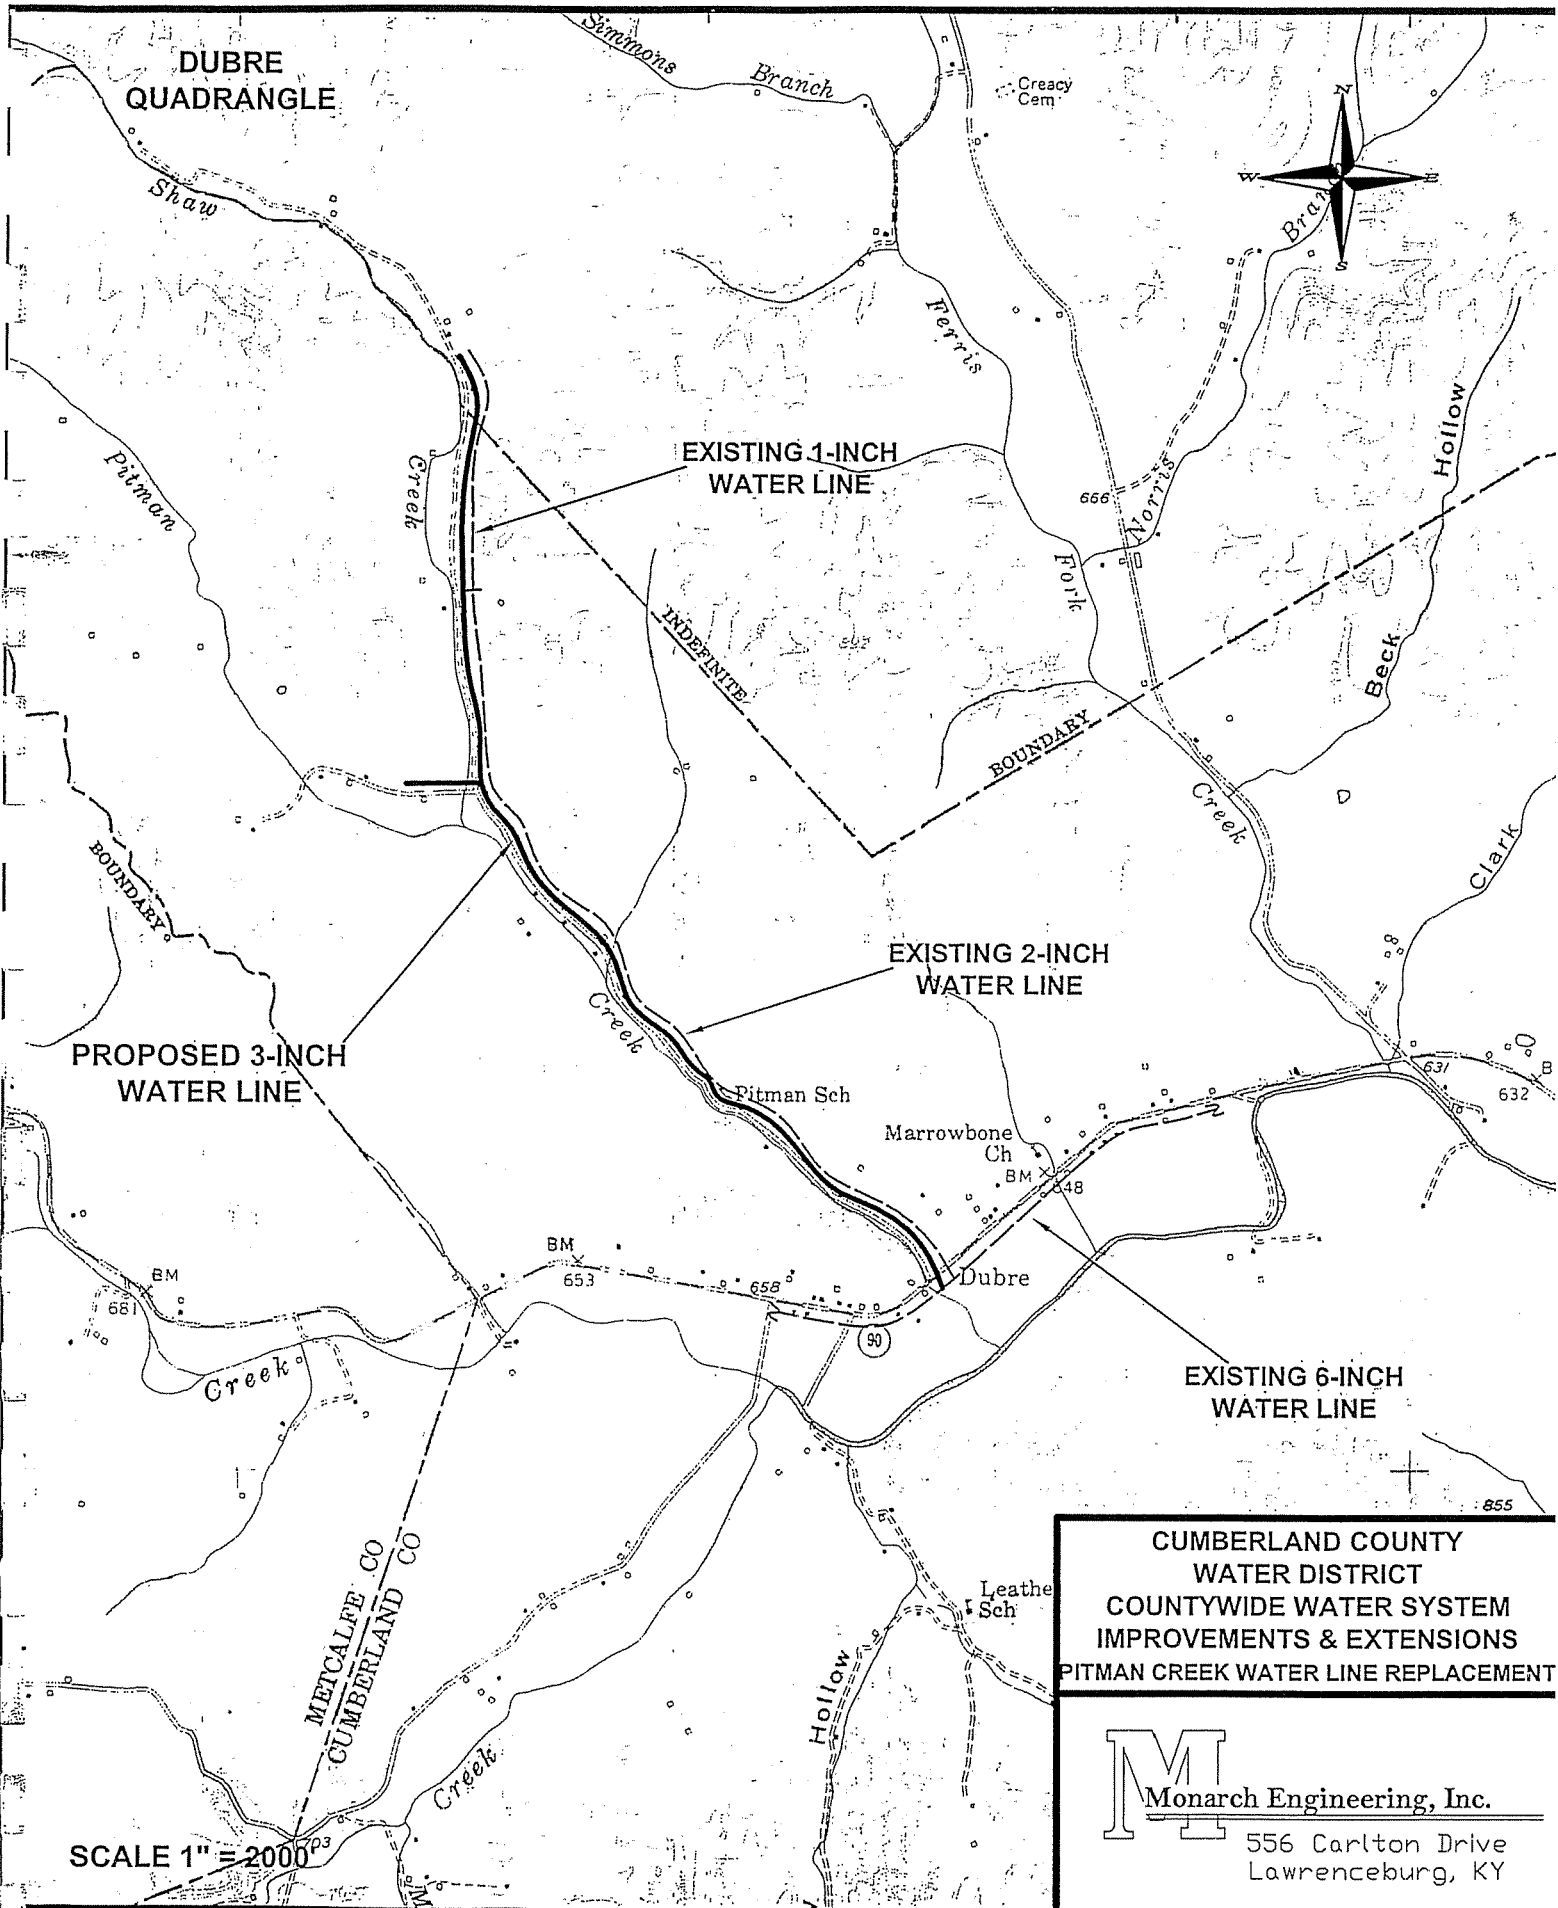 DUBRE
QUADRANGLE
Simmons
Branch
Creacy
Cem
N
W
E
S
Shaw
Ferris
Hollow
Pitman
Creek
EXISTING 1-INCH
WATER LINE
666
Norris
Fork
INDEFINITE
Beck
BOUNDARY
Creek
Clark
BOUNDARY
EXISTING 2-INCH
WATER LINE
Creek
PROPOSED 3-INCH
WATER LINE
Pitman Sch
631
632
Marrowbone
Ch
BM
648
BM
653
658
Dubre
BM
681
90
Creek
EXISTING 6-INCH
WATER LINE
855
METCALFE CO
CUMBERLAND CO
Leathe
Sch
Hollow
Creek
703
SCALE 1" = 2000'
CUMBERLAND COUNTY
WATER DISTRICT
COUNTYWIDE WATER SYSTEM
IMPROVEMENTS & EXTENSIONS
PITMAN CREEK WATER LINE REPLACEMENT
M
Monarch Engineering, Inc.
556 Carlton Drive
Lawrenceburg, KY